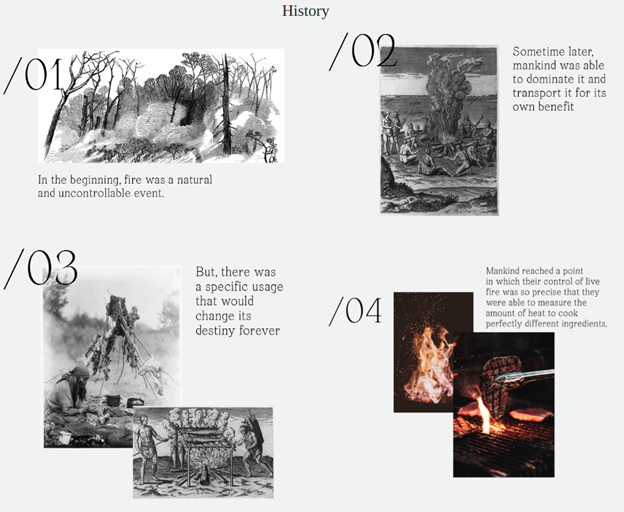 History
/01
In the beginning, fire was a natural
and uncontrollable event.
/02
Sometime later,
mankind was able
to dominate it and
transport it for its
own benefit
/03
But, there was
a specific usage
that would
change its
destiny forever
/04
Mankind reached a point
in which their control of live
fire was so precise that they
were able to measure the
amount of heat to cook
perfectly different ingredients.